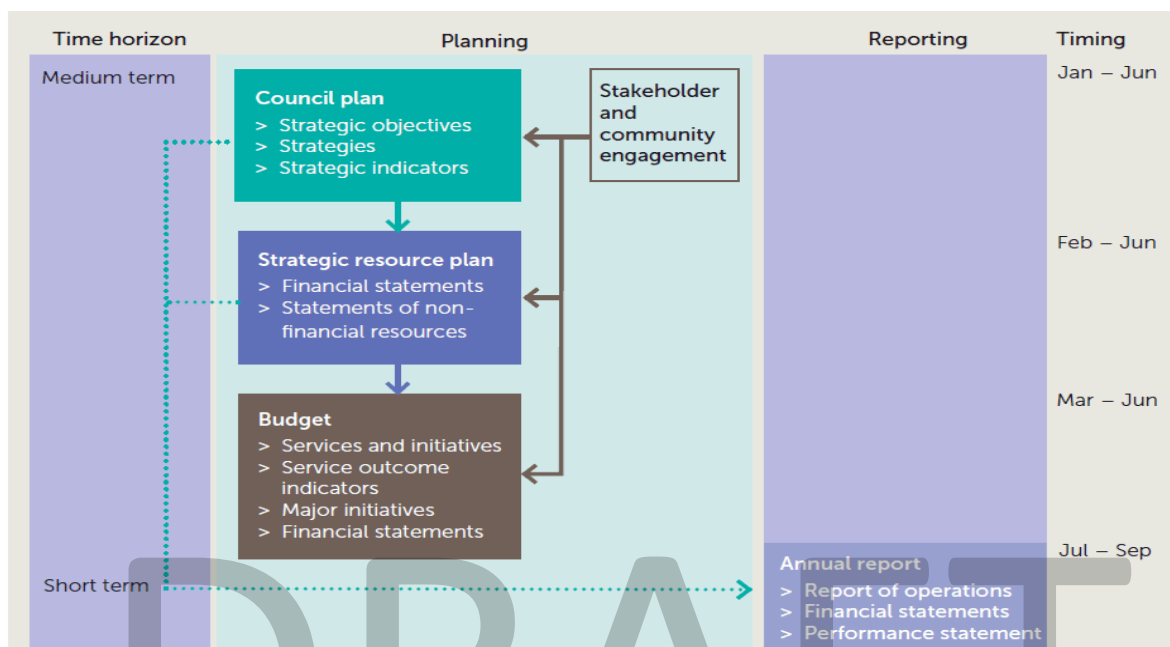 Time horizon
Planning
Reporting
Timing
Medium term
Jan – Jun
Council plan
> Strategic objectives
> Strategies
> Strategic indicators
Stakeholder
and
community
engagement
Feb – Jun
Strategic resource plan
> Financial statements
> Statements of non-
financial resources
Mar – Jun
Budget
> Services and initiatives
> Service outcome
indicators
> Major initiatives
> Financial statements
Jul – Sep
Short term
Annual report
> Report of operations
> Financial statements
> Performance statement
DRAFT